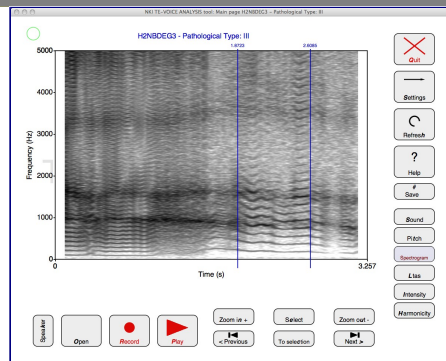 NKI TE-VOICE ANALYSIS tool: Main page H2NBDEG3 - Pathological Type: III
H2NBDEG3 - Pathological Type: III
1.8723 2.6085
5000
4000
3000
2000
1000
0
Frequency (Hz)
0 3.257
Time (s)
Quit
Settings
Refresh
?
Help
#
Save
Sound
Pitch
Spectrogram
Ltas
Intensity
Harmonicity
Speaker
Open
Record
Play
Zoom in +
Select
Zoom out -
< Previous
To selection
Next >